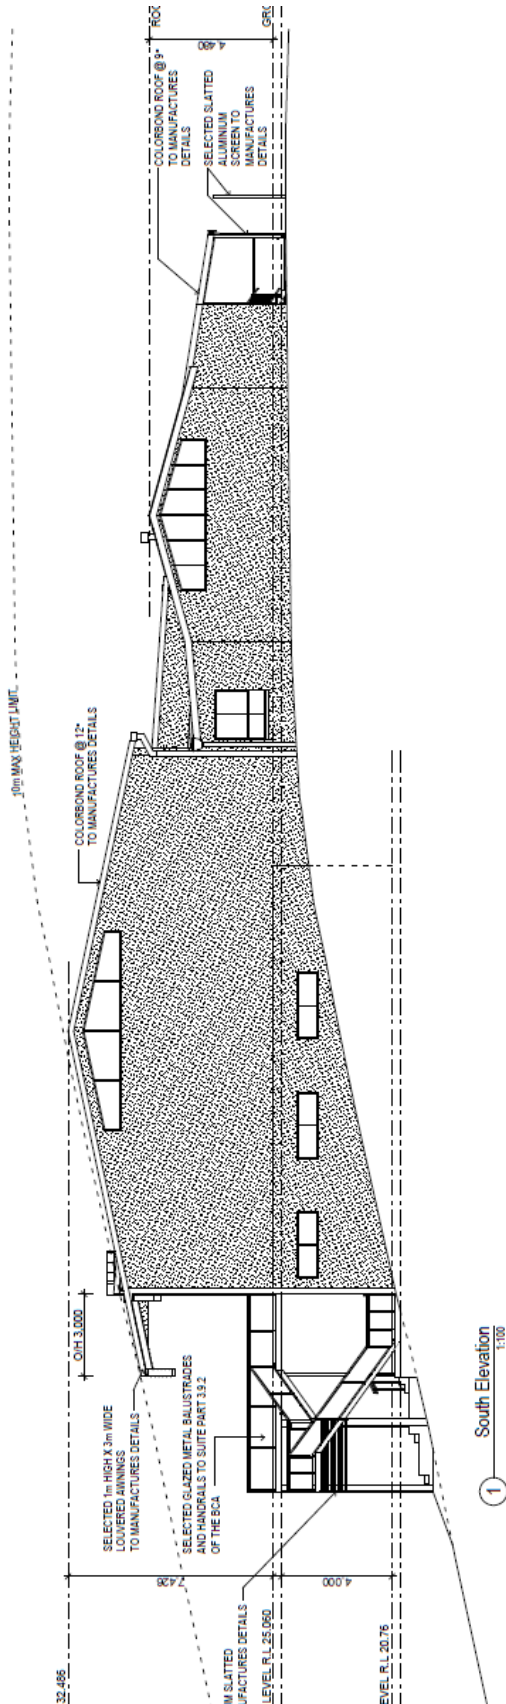 10m MAX HEIGHT LIMIT
COLORBOND ROOF @ 12°
TO MANUFACTURES DETAILS
COLORBOND ROOF @ 9°
TO MANUFACTURES
DETAILS
SELECTED SLATTED
ALUMINIUM
SCREEN TO
MANUFACTURES
DETAILS
4,480
O/H 3,000
SELECTED 1m HIGH X 3m WIDE
LOUVERED AWNINGS
TO MANUFACTURES DETAILS
SELECTED GLAZED METAL BALUSTRADES
AND HANDRAILS TO SUITE PART 3.9.2
OF THE BCA
32.486
7,426
M SLATTED
UFACTURES DETAILS
LEVEL R.L 25.060
4,000
EVEL R.L 20.76
1
South Elevation
1:100